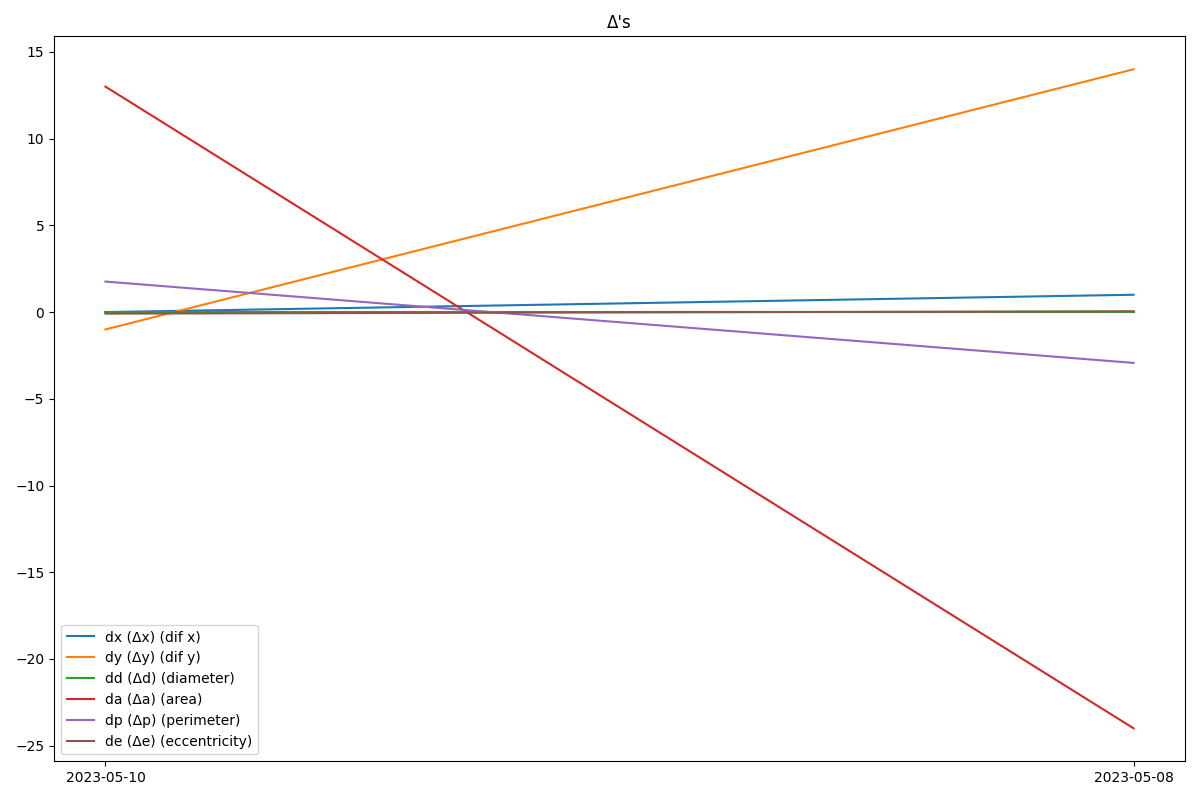 Δ's
15
10
5
0
−5
−10
−15
−20
−25
dx (Δx) (dif x)
dy (Δy) (dif y)
dd (Δd) (diameter)
da (Δa) (area)
dp (Δp) (perimeter)
de (Δe) (eccentricity)
2023-05-10 2023-05-08